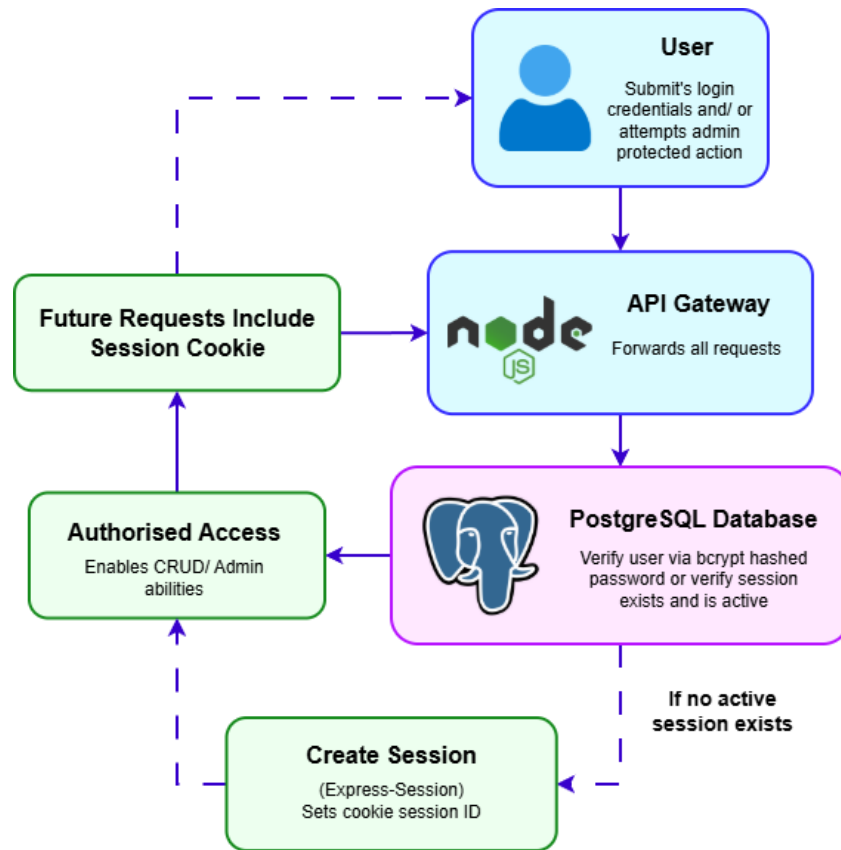 User
Submit's login
credentials and/ or
attempts admin
protected action
Future Requests Include
Session Cookie
node
JS
API Gateway
Forwards all requests
Authorised Access
Enables CRUD/ Admin
abilities
PostgreSQL Database
Verify user via bcrypt hashed
password or verify session
exists and is active
If no active
session exists
Create Session
(Express-Session)
Sets cookie session ID